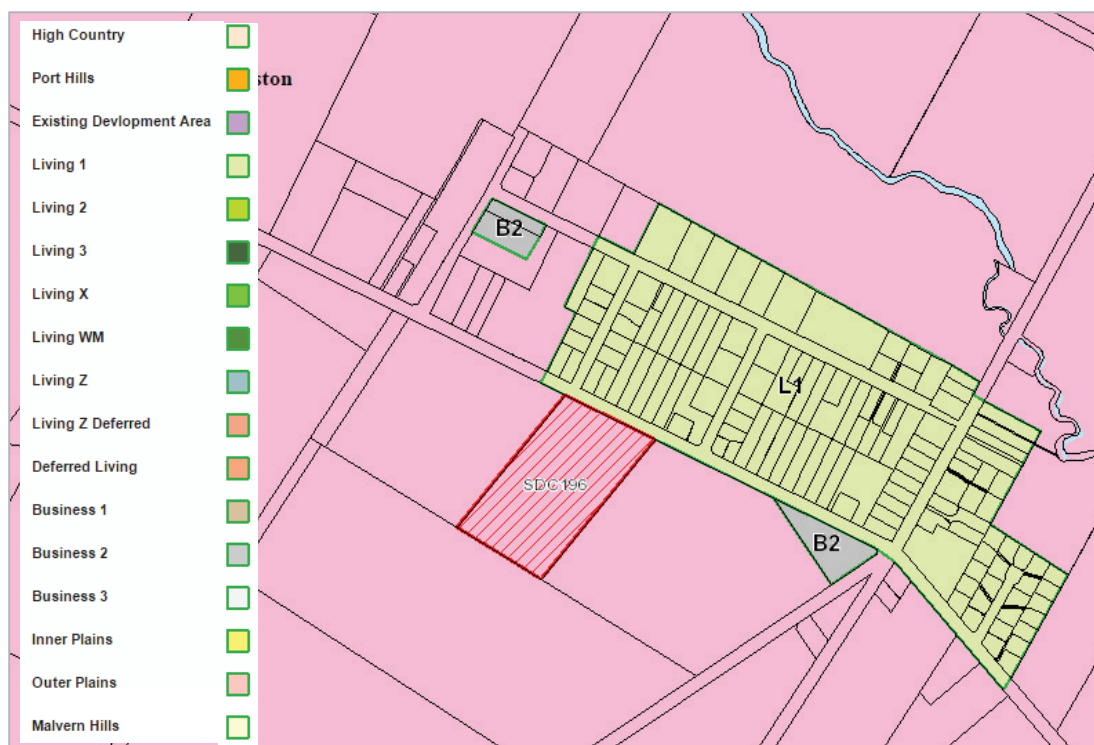 High Country
Port Hills
ston
Existing Devlopment Area
Living 1
Living 2
Living 3
Living X
Living WM
Living Z
Living Z Deferred
Deferred Living
Business 1
Business 2
Business 3
Inner Plains
Outer Plains
Malvern Hills
B2
L1
SDC196
B2